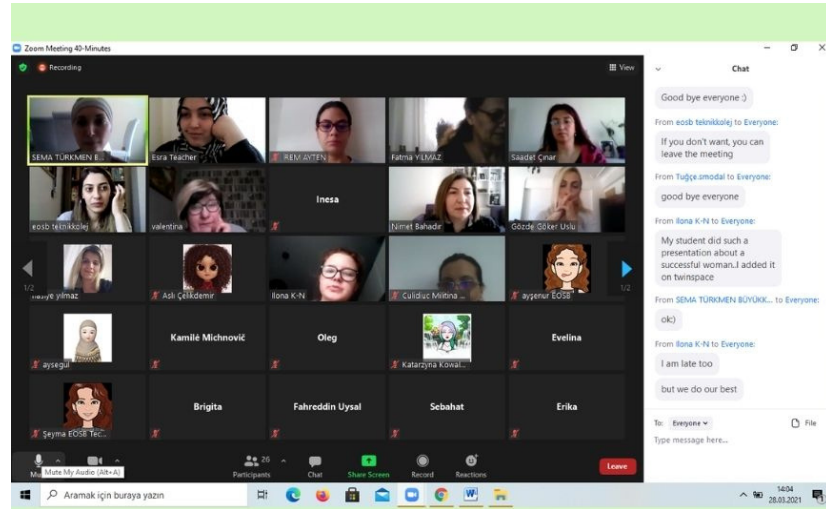 Zoom Meeting 40-Minutes
Recording
View
SEMA TÜRKMEN B...
Esra Teacher
İREM AYTEN
Fatma YILMAZ
Saadet Çınar
eosb teknikkolej
valentina
Inesa
Nimet Bahadır
Gözde Göker Uslu
1/2
yılmaz
Aslı Çelikdemir
Ilona K-N
Culidiuc Militina ...
ayşenur EOSB
1/2
aysegul
Kamilė Michnovič
Oleg
Katarzyna Kowal...
Evelina
Şeyma EOSB Tec...
Brigita
Fahreddin Uysal
Sebahat
Erika
Mute My Audio (Alt+A)
26
Participants
Chat
Share Screen
Record
Reactions
Leave
Chat
Good bye everyone :)
From eosb teknikkolej to Everyone:
If you don't want, you can
leave the meeting
From Tuğçe.smodal to Everyone:
good bye everyone
From Ilona K-N to Everyone:
My student did such a
presentation about a
successful woman..I added it
on twinspace
From SEMA TÜRKMEN BÜYÜKK... to Everyone:
ok:)
From Ilona K-N to Everyone:
I am late too
but we do our best
To: Everyone
File
Type message here...
Aramak için buraya yazın
14:04
28.03.2021